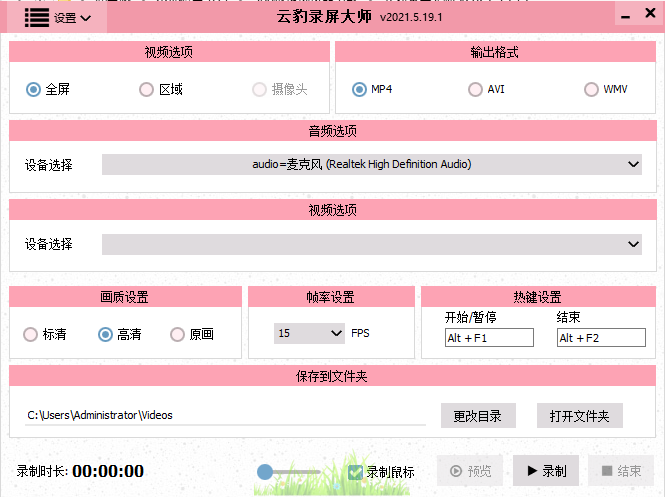 设置 云豹录屏大师 v2021.5.19.1
视频选项 输出格式
全屏 区域 摄像头 MP4 AVI WMV
音频选项
设备选择 audio=麦克风 (Realtek High Definition Audio)
视频选项
设备选择
画质设置 帧率设置 热键设置
开始/暂停 结束
标清 高清 原画 15 FPS Alt + F1 Alt + F2
保存到文件夹
C:\Users\Administrator\Videos 更改目录 打开文件夹
录制时长: 00:00:00 录制鼠标 预览 录制 结束